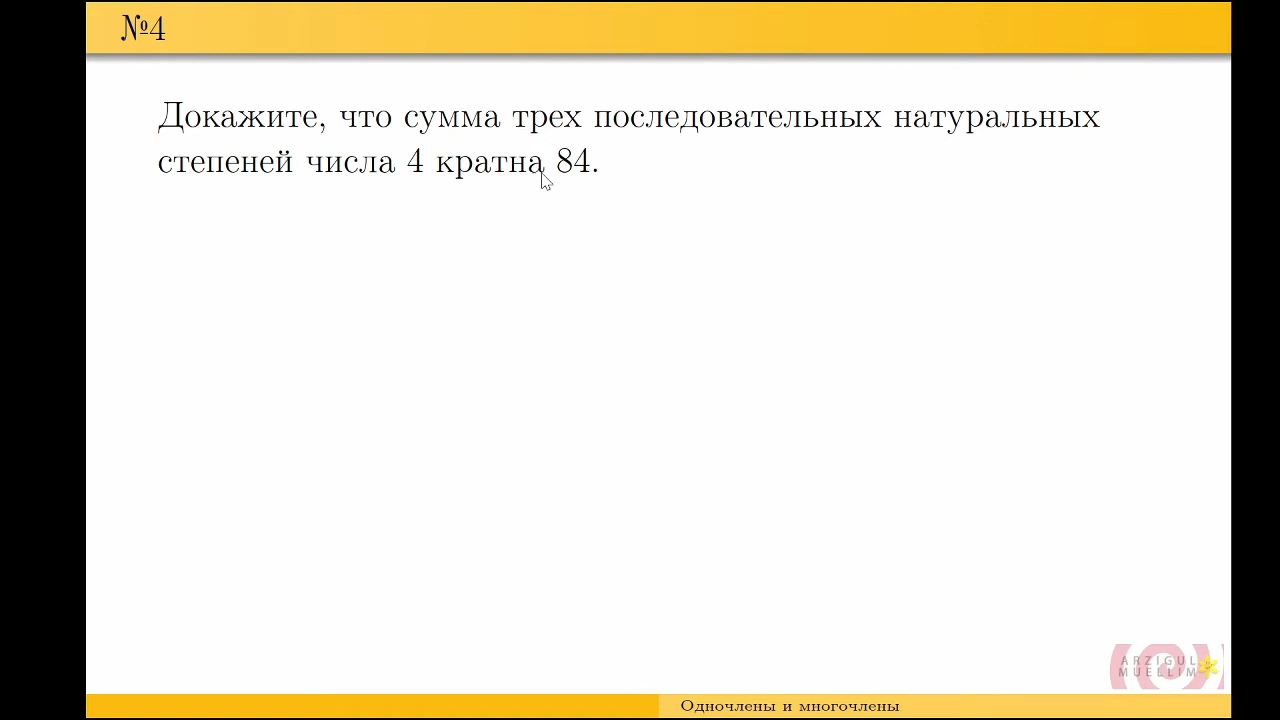 №4
Докажите, что сумма трех последовательных натуральных
степеней числа 4 кратна 84.
ARZIGUL
MUELLIM
Одночлены и многочлены